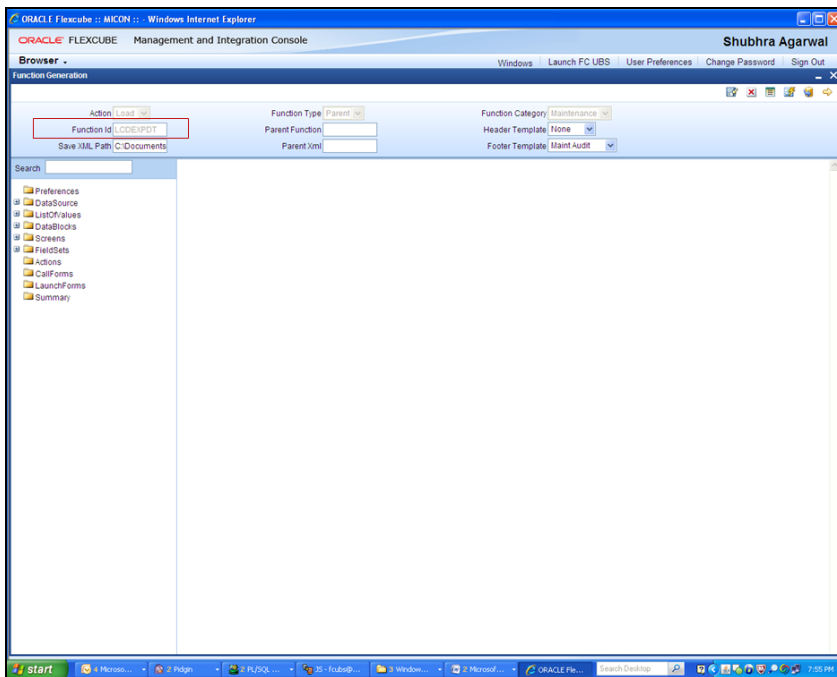 ORACLE Flexcube :: MICON :: - Windows Internet Explorer
ORACLE FLEXCUBE Management and Integration Console
Shubhra Agarwal
Browser
Windows Launch FC UBS User Preferences Change Password Sign Out
Function Generation
Action Load Function Type Parent Function Category Maintenance
Function Id LCDEXPDT Parent Function Header Template None
Save XML Path C:\Documents Parent Xml Footer Template Maint Audit
Search
Preferences
DataSource
ListOfValues
DataBlocks
Screens
FieldSets
Actions
CallForms
LaunchForms
Summary
start 4 Microso... 2 Pidgin 2 PL/SQL ... JS - fcubs@... 3 Window... 2 Microsof... ORACLE Fle... Search Desktop 7:55 PM